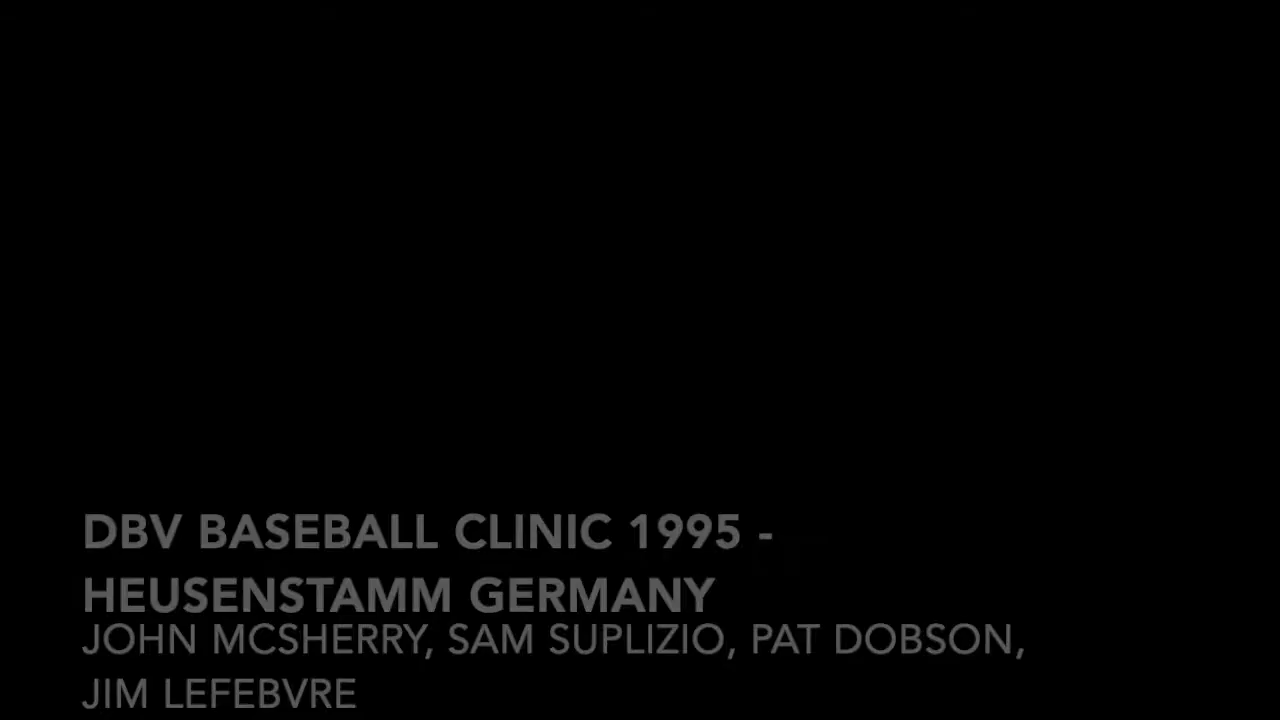 DBV BASEBALL CLINIC 1995 -
HEUSENSTAMM GERMANY
JOHN MCSHERRY, SAM SUPLIZIO, PAT DOBSON,
JIM LEFEBVRE